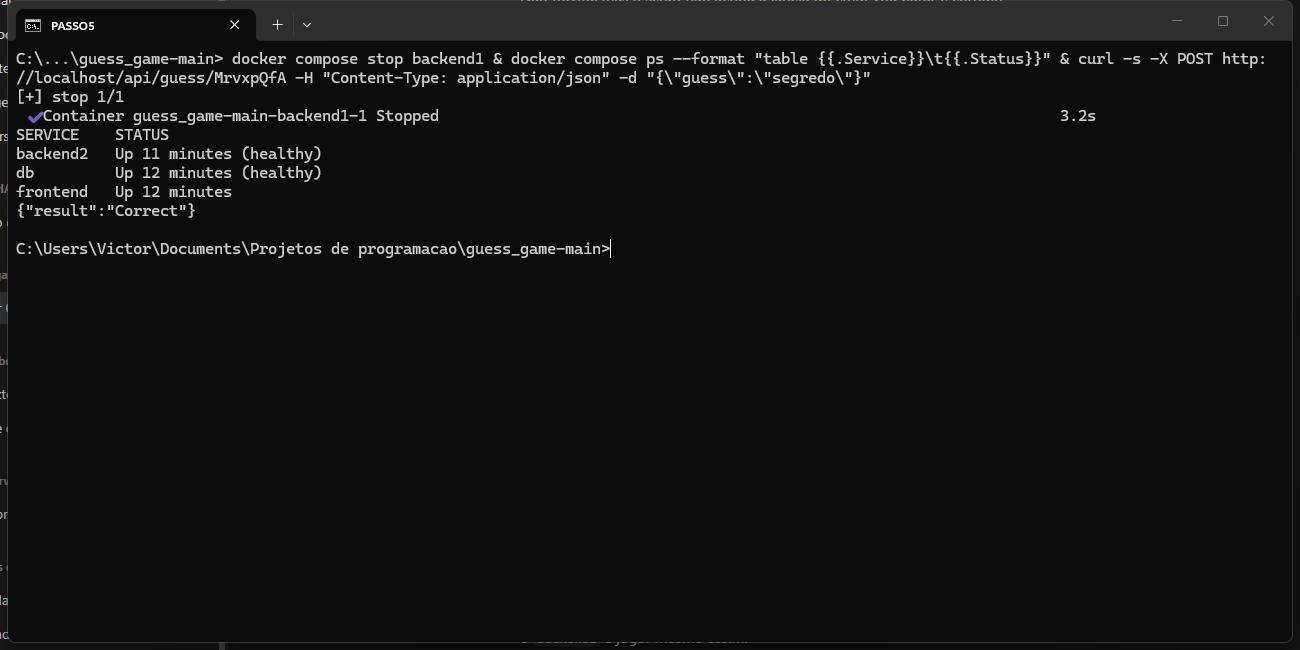 PASSO5
C:\...\guess_game-main> docker compose stop backend1 & docker compose ps --format "table {{.Service}}\t{{.Status}}" & curl -s -X POST http:
//localhost/api/guess/MrvxpQfA -H "Content-Type: application/json" -d "{\"guess\":\"segredo\"}"
[+] stop 1/1
✔Container guess_game-main-backend1-1 Stopped 3.2s
SERVICE STATUS
backend2 Up 11 minutes (healthy)
db Up 12 minutes (healthy)
frontend Up 12 minutes
{"result":"Correct"}
C:\Users\Victor\Documents\Projetos de programacao\guess_game-main>